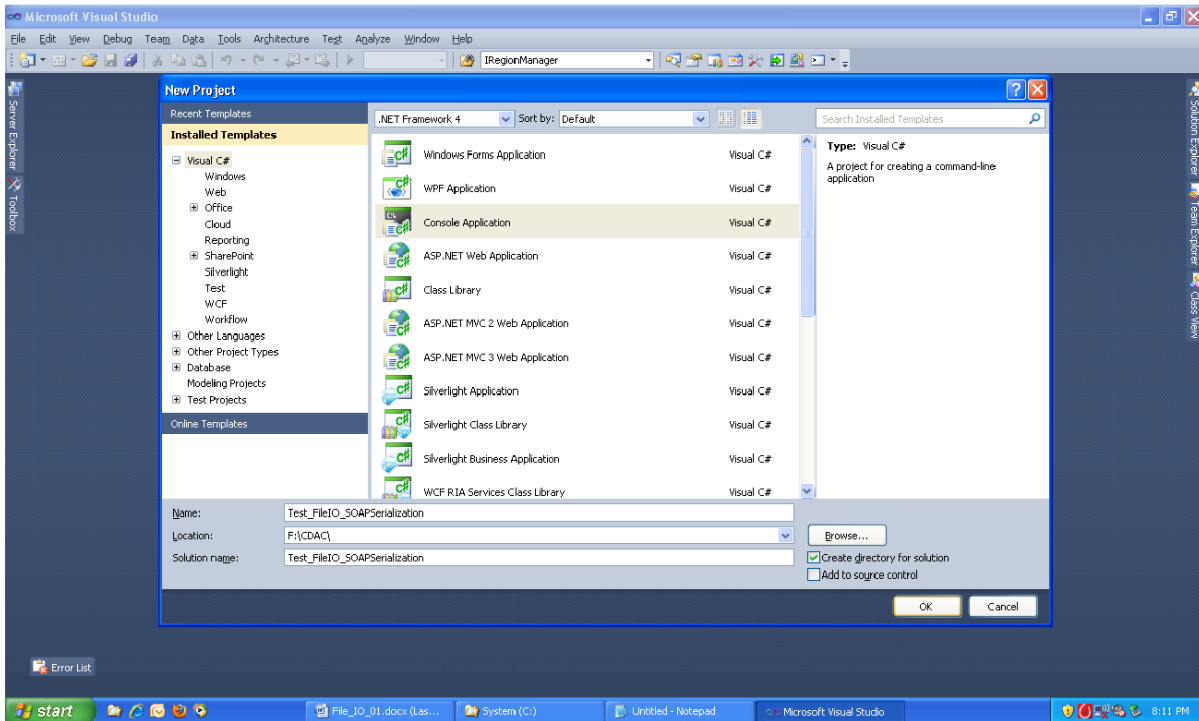 Microsoft Visual Studio
File Edit View Debug Team Data Tools Architecture Test Analyze Window Help
IRegionManager
Server Explorer
Toolbox
Solution Explorer
Team Explorer
Class View
New Project
Recent Templates
Installed Templates
Visual C#
Windows
Web
Office
Cloud
Reporting
SharePoint
Silverlight
Test
WCF
Workflow
Other Languages
Other Project Types
Database
Modeling Projects
Test Projects
Online Templates
.NET Framework 4 Sort by: Default
Search Installed Templates
Windows Forms Application Visual C#
WPF Application Visual C#
Console Application Visual C#
ASP.NET Web Application Visual C#
Class Library Visual C#
ASP.NET MVC 2 Web Application Visual C#
ASP.NET MVC 3 Web Application Visual C#
Silverlight Application Visual C#
Silverlight Class Library Visual C#
Silverlight Business Application Visual C#
WCF RIA Services Class Library Visual C#
Type: Visual C#
A project for creating a command-line
application
Name: Test_FileIO_SOAPSerialization
Location: F:\CDAC\ Browse...
Solution name: Test_FileIO_SOAPSerialization
Create directory for solution
Add to source control
OK Cancel
Error List
start File_IO_01.docx (Las... System (C:) Untitled - Notepad Microsoft Visual Studio 8:11 PM